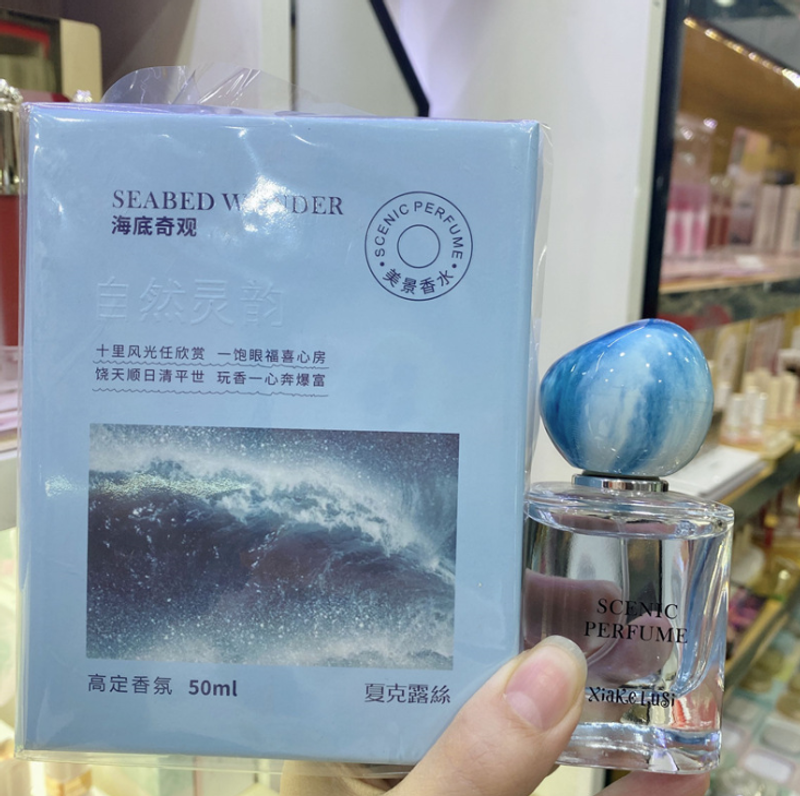 SEABED WONDER
海底奇观
SCENIC PERFUME
美景香水
自然灵韵
十里风光任欣赏 一饱眼福喜心房
饶天顺日清平世 玩香一心奔爆富
高定香氛 50ml
夏克露絲
SCENIC
PERFUME
XiaKeLuSi